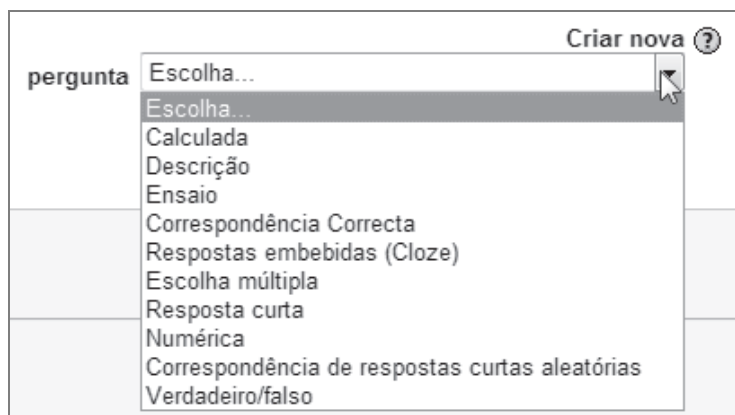 Criar nova
pergunta Escolha...
Escolha...
Calculada
Descrição
Ensaio
Correspondência Correcta
Respostas embebidas (Cloze)
Escolha múltipla
Resposta curta
Numérica
Correspondência de respostas curtas aleatórias
Verdadeiro/falso